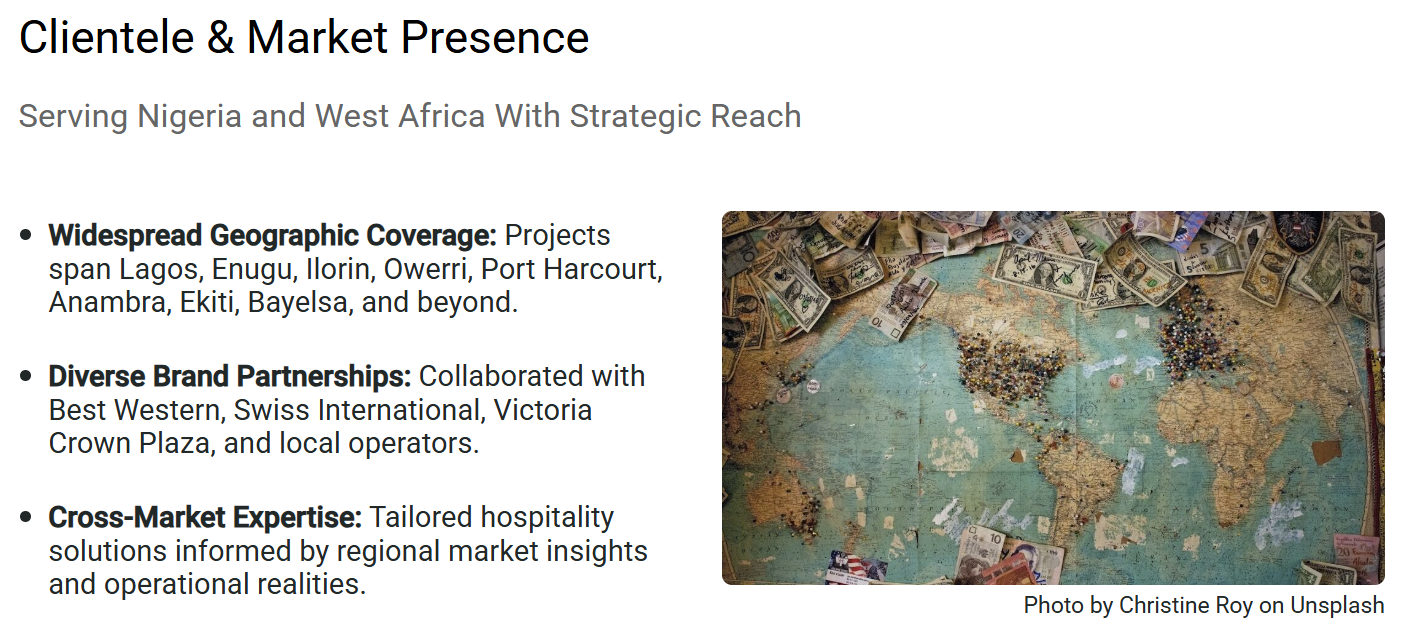 Clientele & Market Presence
Serving Nigeria and West Africa With Strategic Reach
• Widespread Geographic Coverage: Projects
span Lagos, Enugu, Ilorin, Owerri, Port Harcourt,
Anambra, Ekiti, Bayelsa, and beyond.
• Diverse Brand Partnerships: Collaborated with
Best Western, Swiss International, Victoria
Crown Plaza, and local operators.
• Cross-Market Expertise: Tailored hospitality
solutions informed by regional market insights
and operational realities.
Photo by Christine Roy on Unsplash